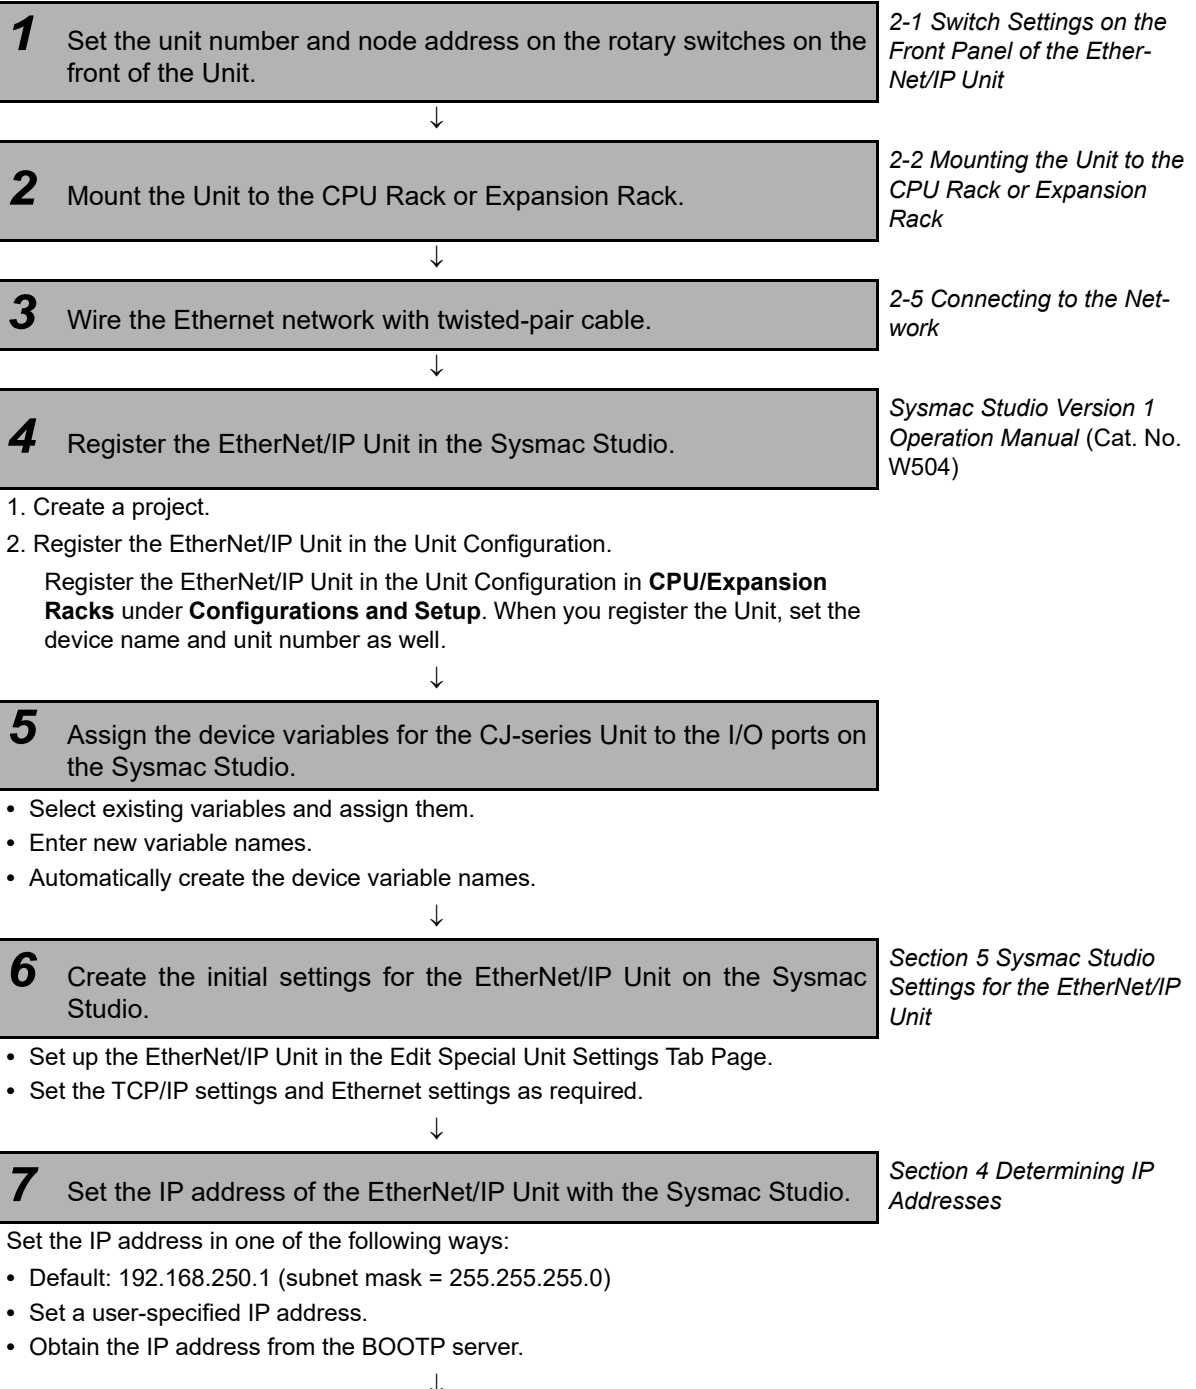 1 Set the unit number and node address on the rotary switches on the
front of the Unit.
2-1 Switch Settings on the
Front Panel of the Ether-
Net/IP Unit
↓
2 Mount the Unit to the CPU Rack or Expansion Rack.
2-2 Mounting the Unit to the
CPU Rack or Expansion
Rack
↓
3 Wire the Ethernet network with twisted-pair cable.
2-5 Connecting to the Net-
work
↓
4 Register the EtherNet/IP Unit in the Sysmac Studio.
Sysmac Studio Version 1
Operation Manual (Cat. No.
W504)
1. Create a project.
2. Register the EtherNet/IP Unit in the Unit Configuration.
Register the EtherNet/IP Unit in the Unit Configuration in CPU/Expansion
Racks under Configurations and Setup. When you register the Unit, set the
device name and unit number as well.
↓
5 Assign the device variables for the CJ-series Unit to the I/O ports on
the Sysmac Studio.
• Select existing variables and assign them.
• Enter new variable names.
• Automatically create the device variable names.
↓
6 Create the initial settings for the EtherNet/IP Unit on the Sysmac
Studio.
Section 5 Sysmac Studio
Settings for the EtherNet/IP
Unit
• Set up the EtherNet/IP Unit in the Edit Special Unit Settings Tab Page.
• Set the TCP/IP settings and Ethernet settings as required.
↓
7 Set the IP address of the EtherNet/IP Unit with the Sysmac Studio.
Section 4 Determining IP
Addresses
Set the IP address in one of the following ways:
• Default: 192.168.250.1 (subnet mask = 255.255.255.0)
• Set a user-specified IP address.
• Obtain the IP address from the BOOTP server.
↓